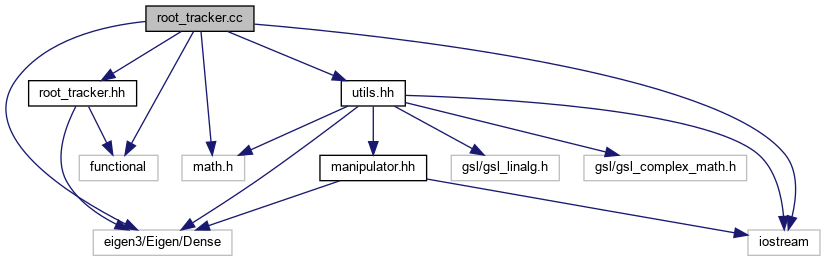 root_tracker.cc
root_tracker.hh
utils.hh
functional
math.h
manipulator.hh
gsl/gsl_linalg.h
gsl/gsl_complex_math.h
eigen3/Eigen/Dense
iostream